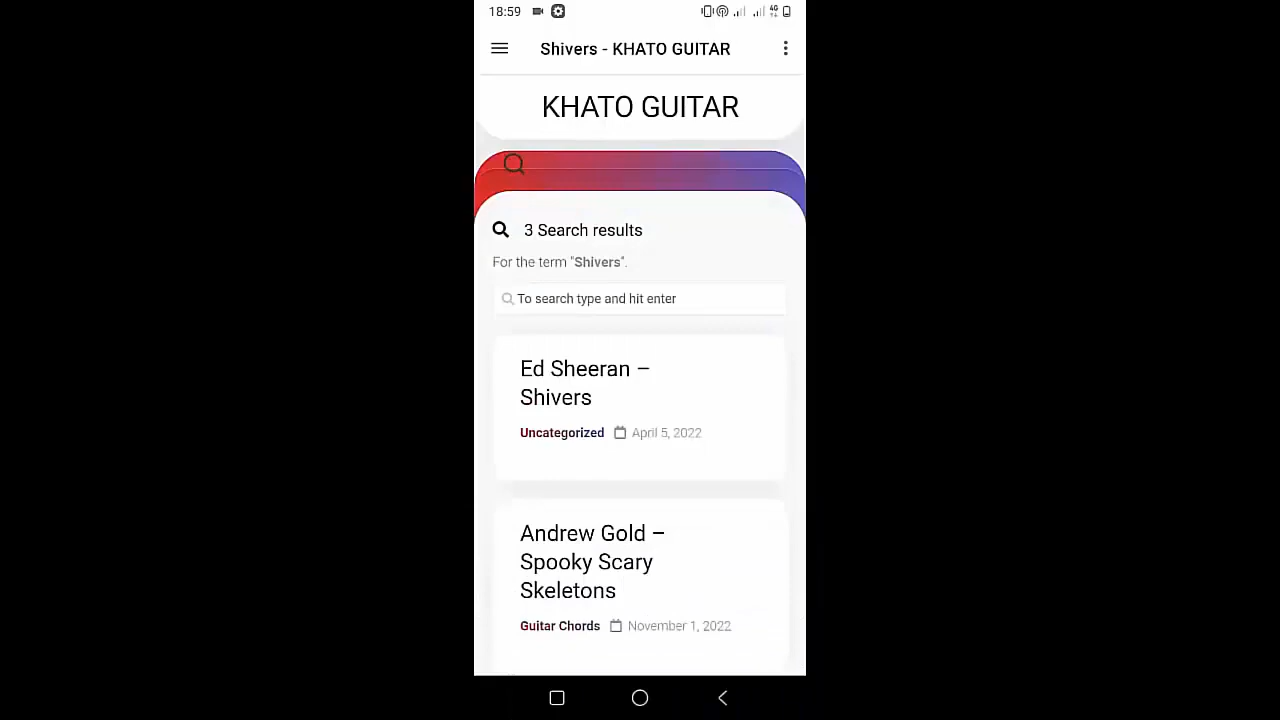 18:59
4G
Shivers - KHATO GUITAR
KHATO GUITAR
3 Search results
For the term "Shivers".
To search type and hit enter
Ed Sheeran –
Shivers
Uncategorized April 5, 2022
Andrew Gold –
Spooky Scary
Skeletons
Guitar Chords November 1, 2022